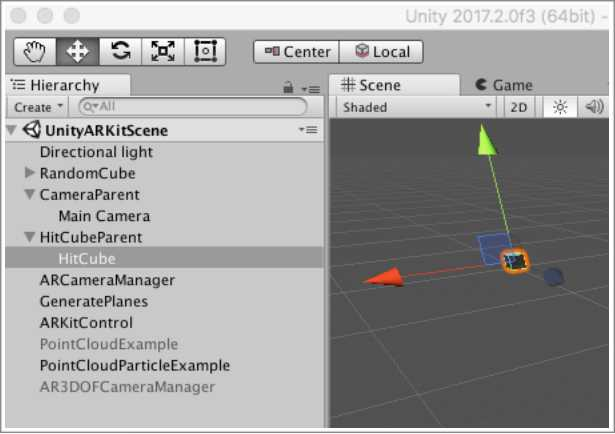 Unity 2017.2.0f3 (64bit) -
Center Local
Hierarchy Scene Game
Create All Shaded 2D
UnityARKitScene
Directional light
RandomCube
CameraParent
Main Camera
HitCubeParent
HitCube
ARCameraManager
GeneratePlanes
ARKitControl
PointCloudExample
PointCloudParticleExample
AR3DOFCameraManager